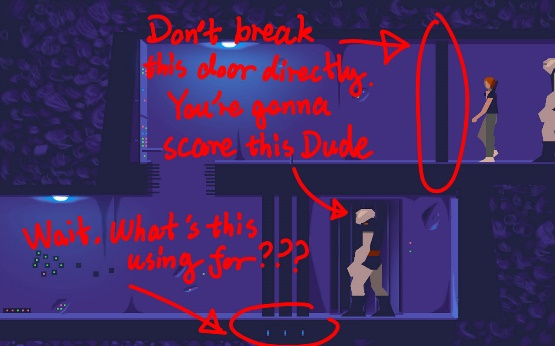 Don't break
this door directly.
You're gonna
scare this Dude
Wait. What's this
using for???